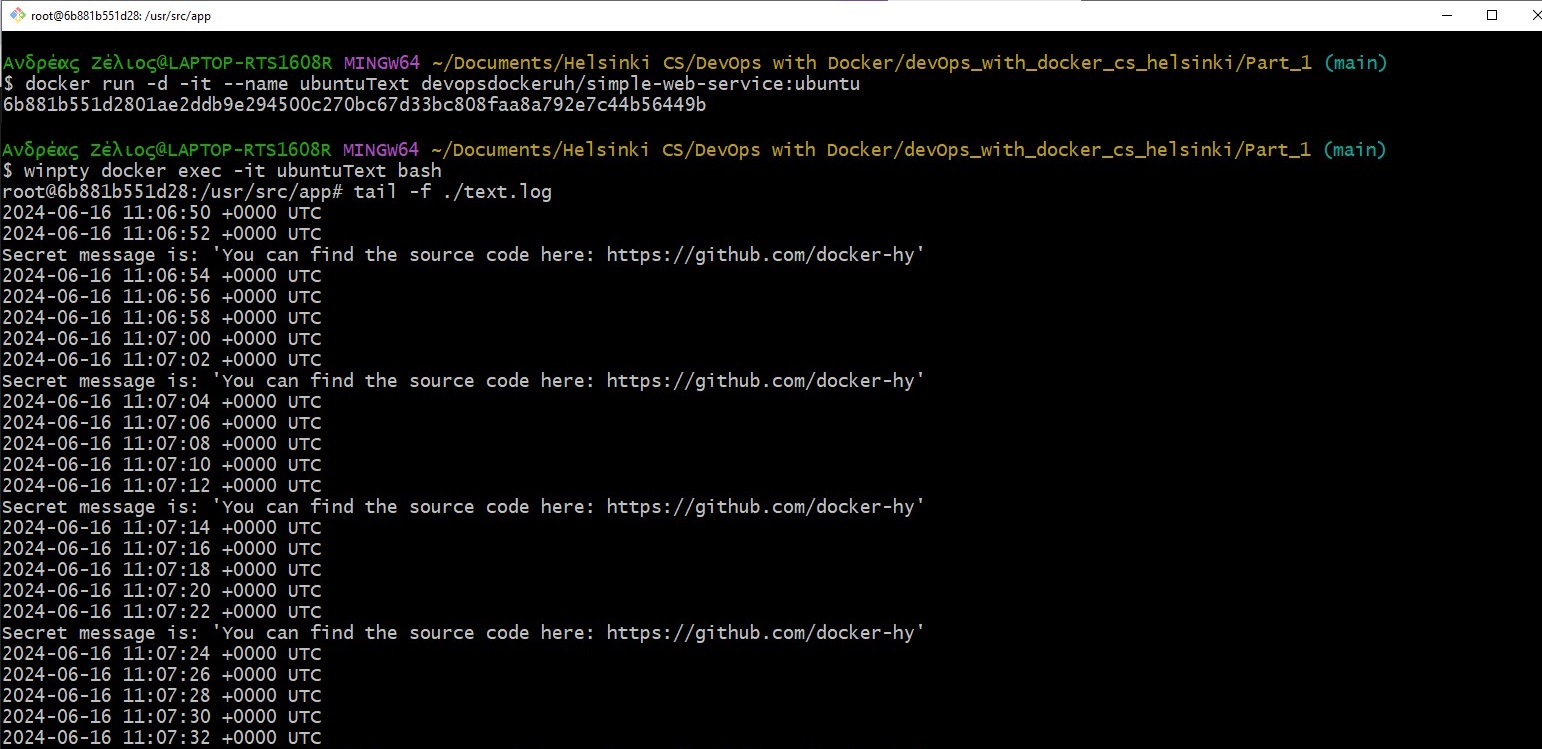 root@6b881b551d28: /usr/src/app
Ανδρέας Ζέλιος@LAPTOP-RTS1608R MINGW64 ~/Documents/Helsinki CS/DevOps with Docker/devOps_with_docker_cs_helsinki/Part_1 (main)
$ docker run -d -it --name ubuntuText devopsdockeruh/simple-web-service:ubuntu
6b881b551d2801ae2ddb9e294500c270bc67d33bc808faa8a792e7c44b56449b
Ανδρέας Ζέλιος@LAPTOP-RTS1608R MINGW64 ~/Documents/Helsinki CS/DevOps with Docker/devOps_with_docker_cs_helsinki/Part_1 (main)
$ winpty docker exec -it ubuntuText bash
root@6b881b551d28:/usr/src/app# tail -f ./text.log
2024-06-16 11:06:50 +0000 UTC
2024-06-16 11:06:52 +0000 UTC
Secret message is: 'You can find the source code here: https://github.com/docker-hy'
2024-06-16 11:06:54 +0000 UTC
2024-06-16 11:06:56 +0000 UTC
2024-06-16 11:06:58 +0000 UTC
2024-06-16 11:07:00 +0000 UTC
2024-06-16 11:07:02 +0000 UTC
Secret message is: 'You can find the source code here: https://github.com/docker-hy'
2024-06-16 11:07:04 +0000 UTC
2024-06-16 11:07:06 +0000 UTC
2024-06-16 11:07:08 +0000 UTC
2024-06-16 11:07:10 +0000 UTC
2024-06-16 11:07:12 +0000 UTC
Secret message is: 'You can find the source code here: https://github.com/docker-hy'
2024-06-16 11:07:14 +0000 UTC
2024-06-16 11:07:16 +0000 UTC
2024-06-16 11:07:18 +0000 UTC
2024-06-16 11:07:20 +0000 UTC
2024-06-16 11:07:22 +0000 UTC
Secret message is: 'You can find the source code here: https://github.com/docker-hy'
2024-06-16 11:07:24 +0000 UTC
2024-06-16 11:07:26 +0000 UTC
2024-06-16 11:07:28 +0000 UTC
2024-06-16 11:07:30 +0000 UTC
2024-06-16 11:07:32 +0000 UTC